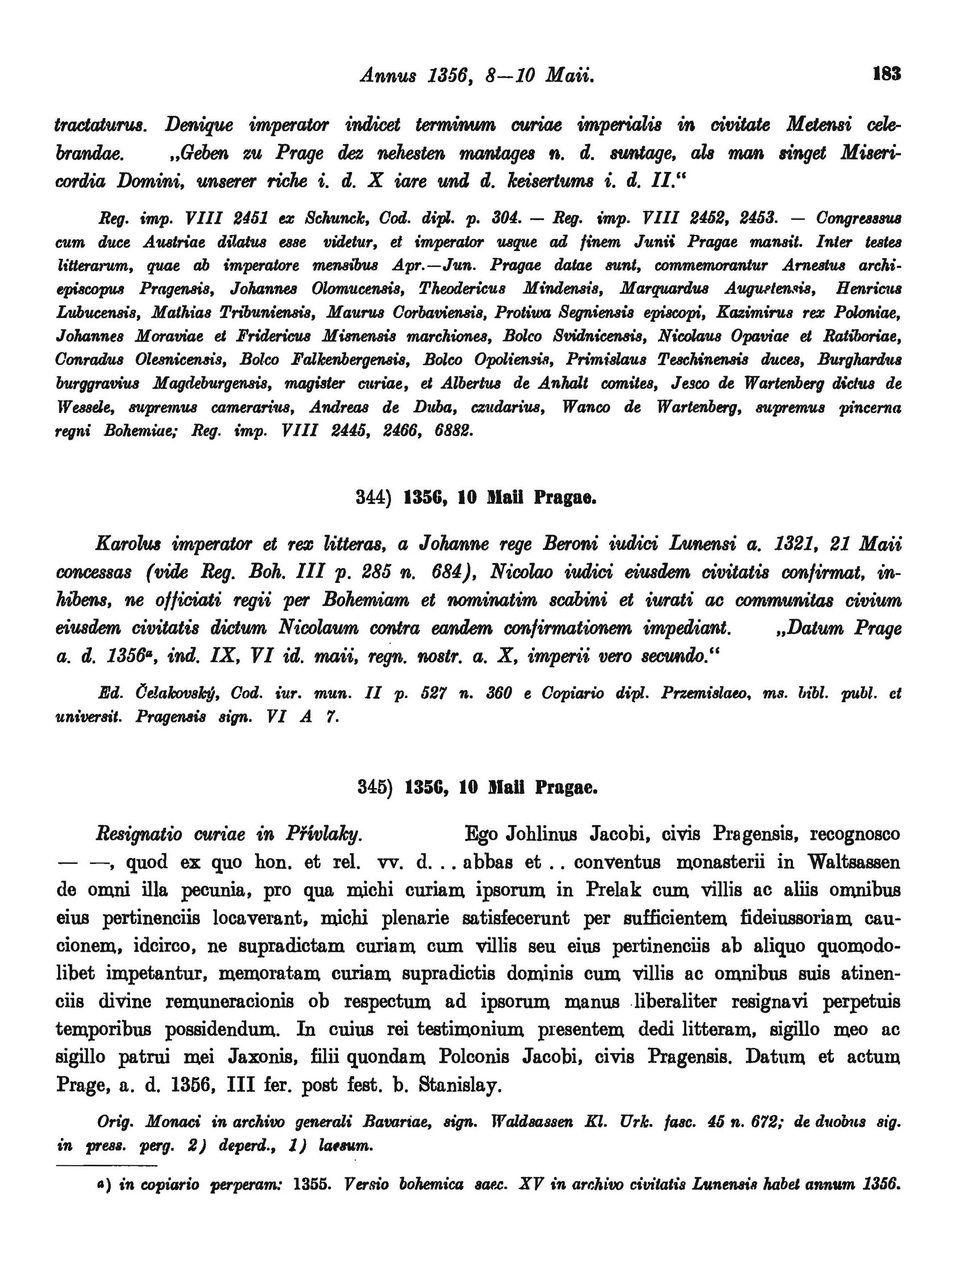 Annus 1356, 8—10 Maii.
183
tractaturus. Denique imperator indicet terminum curiae imperialis in civitate Metensi cele-
brandae. „Geben zu Prage dez nehesten mantages n. d. suntage, als man singet Miseri-
cordia Domini, unserer riche i. d. X iare und d. keisertums i. d. II.“
Reg. imp. VIII 2451 ex Schunck, Cod. dipl. p. 304. — Reg. imp. VIII 2452, 2453. — Congresssus
cum duce Austriae dilatus esse videtur, et imperator usque ad finem Junii Pragae mansit. Inter testes
litterarum, quae ab imperatore mensibus Apr.—Jun. Pragae datae sunt, commemorantur Arnestus archi-
episcopus Pragensis, Johannes Olomucensis, Theodericus Mindensis, Marquardus Augustensis, Henricus
Lubucensis, Mathias Tribuniensis, Maurus Corbaviensis, Protiwa Segniensis episcopi, Kazimirus rex Poloniae,
Johannes Moraviae et Fridericus Misnensis marchiones, Bolco Svidnicensis, Nicolaus Opaviae et Ratiboriae,
Conradus Olesnicensis, Bolco Falkenbergensis, Bolco Opoliensis, Primislaus Teschinensis duces, Burghardus
burggravius Magdeburgensis, magister curiae, et Albertus de Anhalt comites, Jesco de Wartenberg dictus de
Wessele, supremus camerarius, Andreas de Duba, czudarius, Wanco de Wartenberg, supremus pincerna
regni Bohemiae; Reg. imp. VIII 2445, 2466, 6882.
344) 1356, 10 Maii Pragae.
Karolus imperator et rex litteras, a Johanne rege Beroni iudici Lunensi a. 1321, 21 Maii
concessas (vide Reg. Boh. III p. 285 n. 684), Nicolao iudici eiusdem civitatis confirmat, in-
hibens, ne officiati regii per Bohemiam et nominatim scabini et iurati ac communitas civium
eiusdem civitatis dictum Nicolaum contra eandem confirmationem impediant. „Datum Prage
a. d. 1356ᵃ, ind. IX, VI id. maii, regn. nostr. a. X, imperii vero secundo.“
Ed. Čelakovský, Cod. iur. mun. II p. 527 n. 360 e Copiario dipl. Przemislaeo, ms. bibl. publ. et
universit. Pragensis sign. VI A 7.
345) 1356, 10 Maii Pragae.
Resignatio curiae in Přívlaky. Ego Johlinus Jacobi, civis Pragensis, recognosco
— —, quod ex quo hon. et rel. vv. d. . . abbas et . . conventus monasterii in Waltsassen
de omni illa pecunia, pro qua michi curiam ipsorum in Prelak cum villis ac aliis omnibus
eius pertinenciis locaverant, michi plenarie satisfecerunt per sufficientem fideiussoriam cau-
cionem, idcirco, ne supradictam curiam cum villis seu eius pertinenciis ab aliquo quomodo-
libet impetantur, memoratam curiam supradictis dominis cum villis ac omnibus suis atinen-
ciis divine remuneracionis ob respectum ad ipsorum manus liberaliter resignavi perpetuis
temporibus possidendum. In cuius rei testimonium presentem dedi litteram, sigillo meo ac
sigillo patrui mei Jaxonis, filii quondam Polconis Jacobi, civis Pragensis. Datum et actum
Prage, a. d. 1356, III fer. post fest. b. Stanislay.
Orig. Monaci in archivo generali Bavariae, sign. Waldsassen Kl. Urk. fasc. 45 n. 672; de duobus sig.
in press. perg. 2) deperd., 1) laesum.
ᵃ) in copiario perperam: 1355. Versio bohemica saec. XV in archivo civitatis Lunensis habet annum 1356.